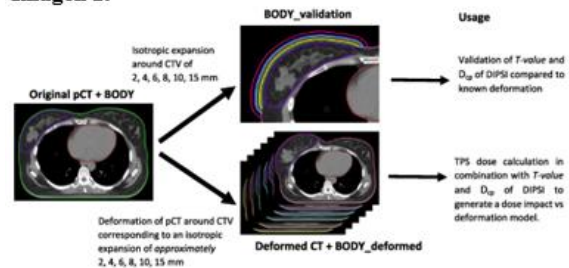 BODY_validation
Usage
Isotropic expansion
around CTV of
2, 4, 6, 8, 10, 15 mm
Validation of T-value and
Dcp of DIPSI compared to
known deformation
Original pCT + BODY
TPS dose calculation in
combination with T-value
and Dcp of DIPSI to
generate a dose impact vs
deformation model.
Deformation of pCT around CTV
corresponding to an isotropic
expansion of approximately
2, 4, 6, 8, 10, 15 mm
Deformed CT + BODY_deformed